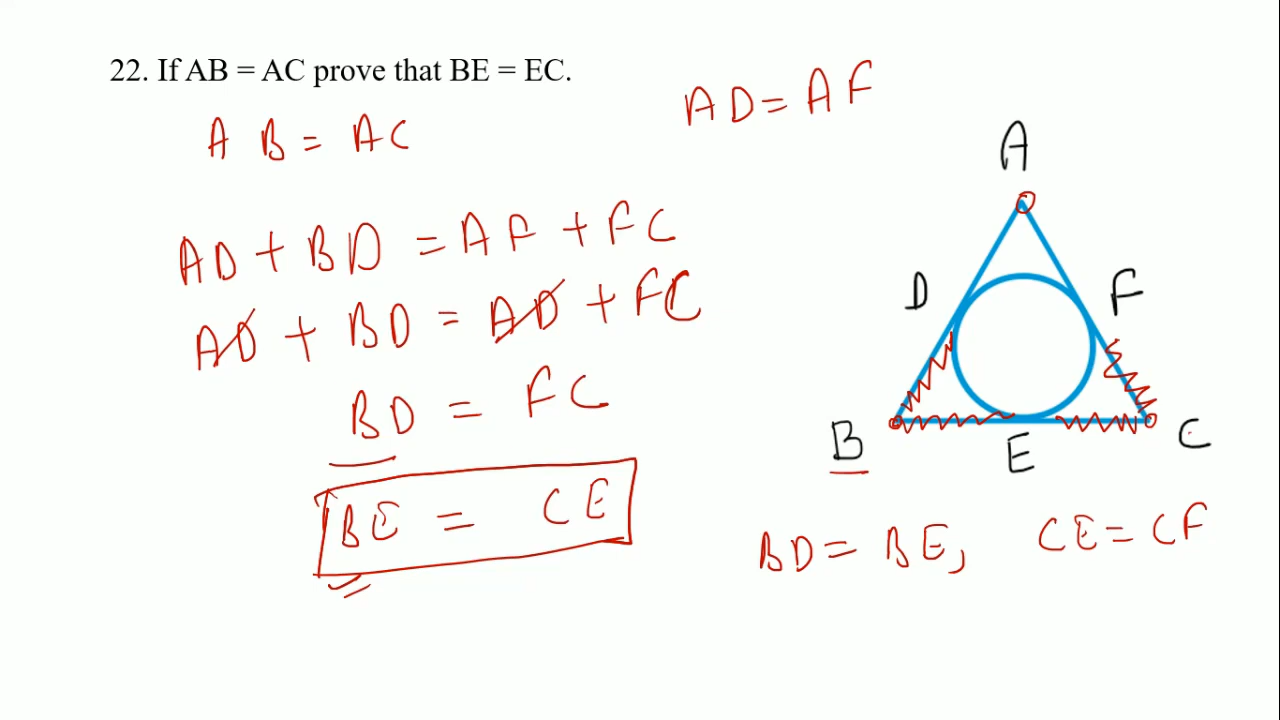 22. If AB = AC prove that BE = EC.
AB = AC
AD + BD = AF + FC
AD + BD = AD + FC
BD = FC
BE = CE
AD = AF
A
D
F
B
E
C
BD = BE, CE = CF